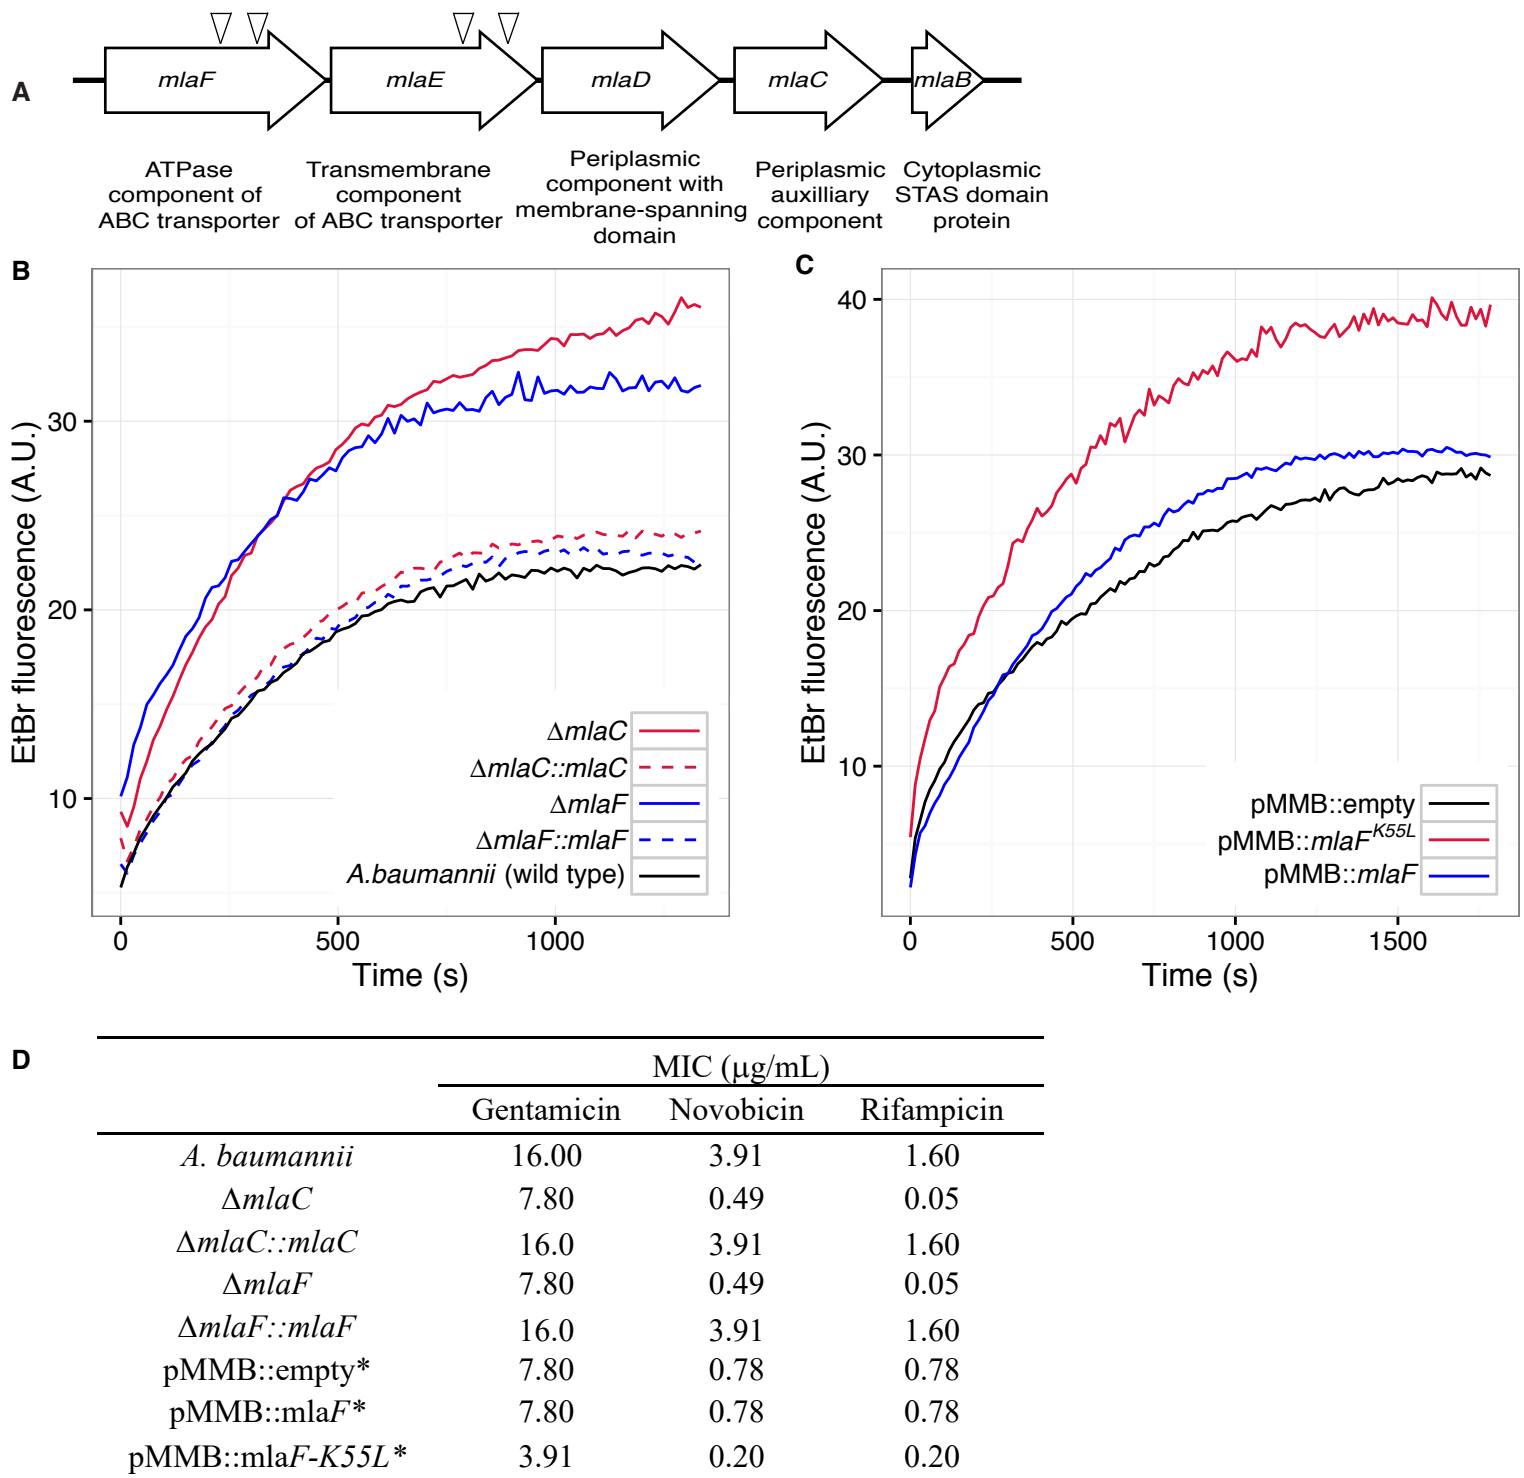 A
mlaF mlaE mlaD mlaC mlaB
ATPase
component of
ABC transporter
Transmembrane
component
of ABC transporter
Periplasmic
component with
membrane-spanning
domain
Periplasmic
auxilliary
component
Cytoplasmic
STAS domain
protein
B
EtBr fluorescence (A.U.)
30
20
10
0 500 1000
Time (s)
ΔmlaC
ΔmlaC::mlaC
ΔmlaF
ΔmlaF::mlaF
A.baumannii (wild type)
C
EtBr fluorescence (A.U.)
40
30
20
10
0 500 1000 1500
Time (s)
pMMB::empty
pMMB::mlaF^K55L
pMMB::mlaF
D
MIC (μg/mL)
Gentamicin Novobicin Rifampicin
A. baumannii 16.00 3.91 1.60
ΔmlaC 7.80 0.49 0.05
ΔmlaC::mlaC 16.0 3.91 1.60
ΔmlaF 7.80 0.49 0.05
ΔmlaF::mlaF 16.0 3.91 1.60
pMMB::empty* 7.80 0.78 0.78
pMMB::mlaF* 7.80 0.78 0.78
pMMB::mlaF-K55L* 3.91 0.20 0.20